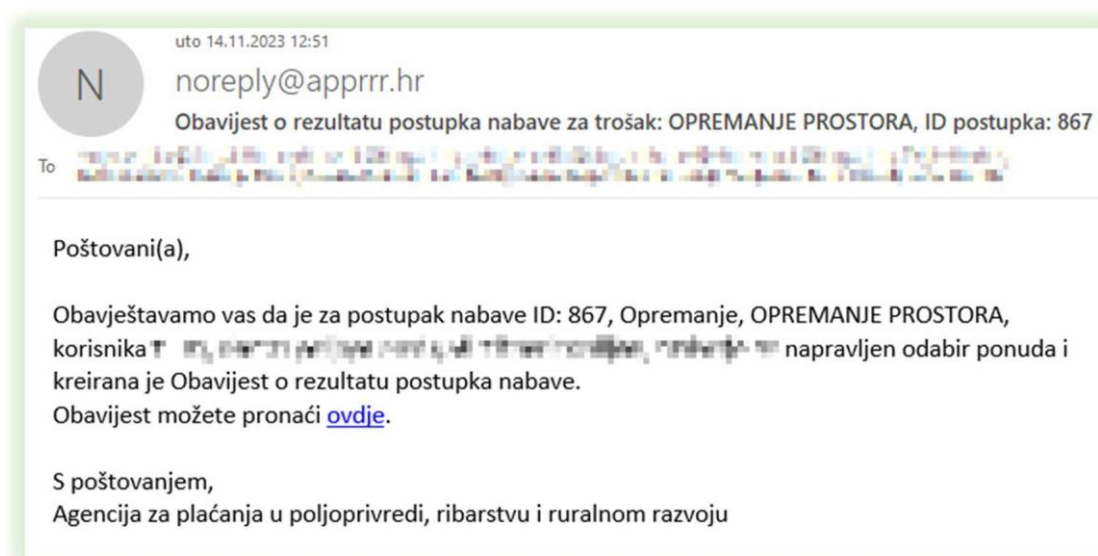 uto 14.11.2023 12:51
N
noreply@apprrr.hr
Obavijest o rezultatu postupka nabave za trošak: OPREMANJE PROSTORA, ID postupka: 867
To
Poštovani(a),
Obavještavamo vas da je za postupak nabave ID: 867, Opremanje, OPREMANJE PROSTORA,
korisnika napravljen odabir ponuda i
kreirana je Obavijest o rezultatu postupka nabave.
Obavijest možete pronaći ovdje.
S poštovanjem,
Agencija za plaćanja u poljoprivredi, ribarstvu i ruralnom razvoju